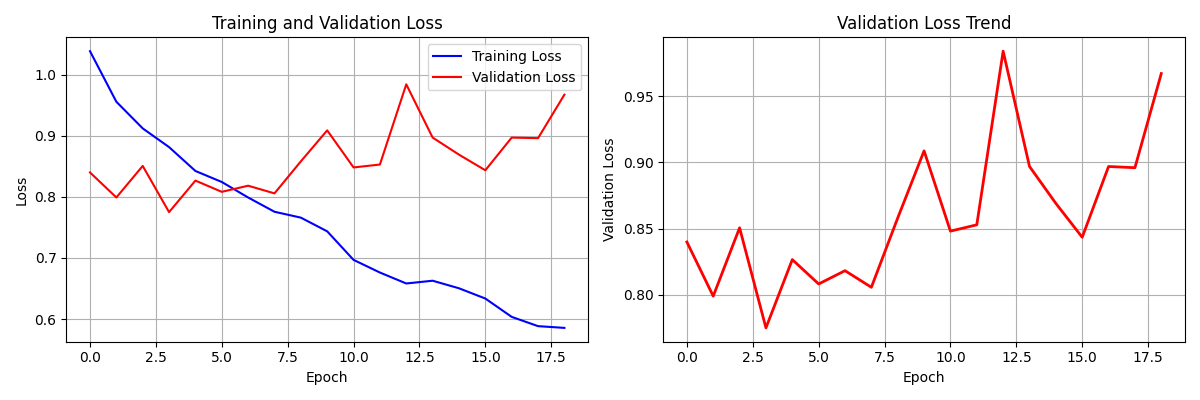 Training and Validation Loss
Training Loss
Validation Loss
Loss
1.0
0.9
0.8
0.7
0.6
0.0 2.5 5.0 7.5 10.0 12.5 15.0 17.5
Epoch
Validation Loss Trend
Validation Loss
0.95
0.90
0.85
0.80
0.0 2.5 5.0 7.5 10.0 12.5 15.0 17.5
Epoch